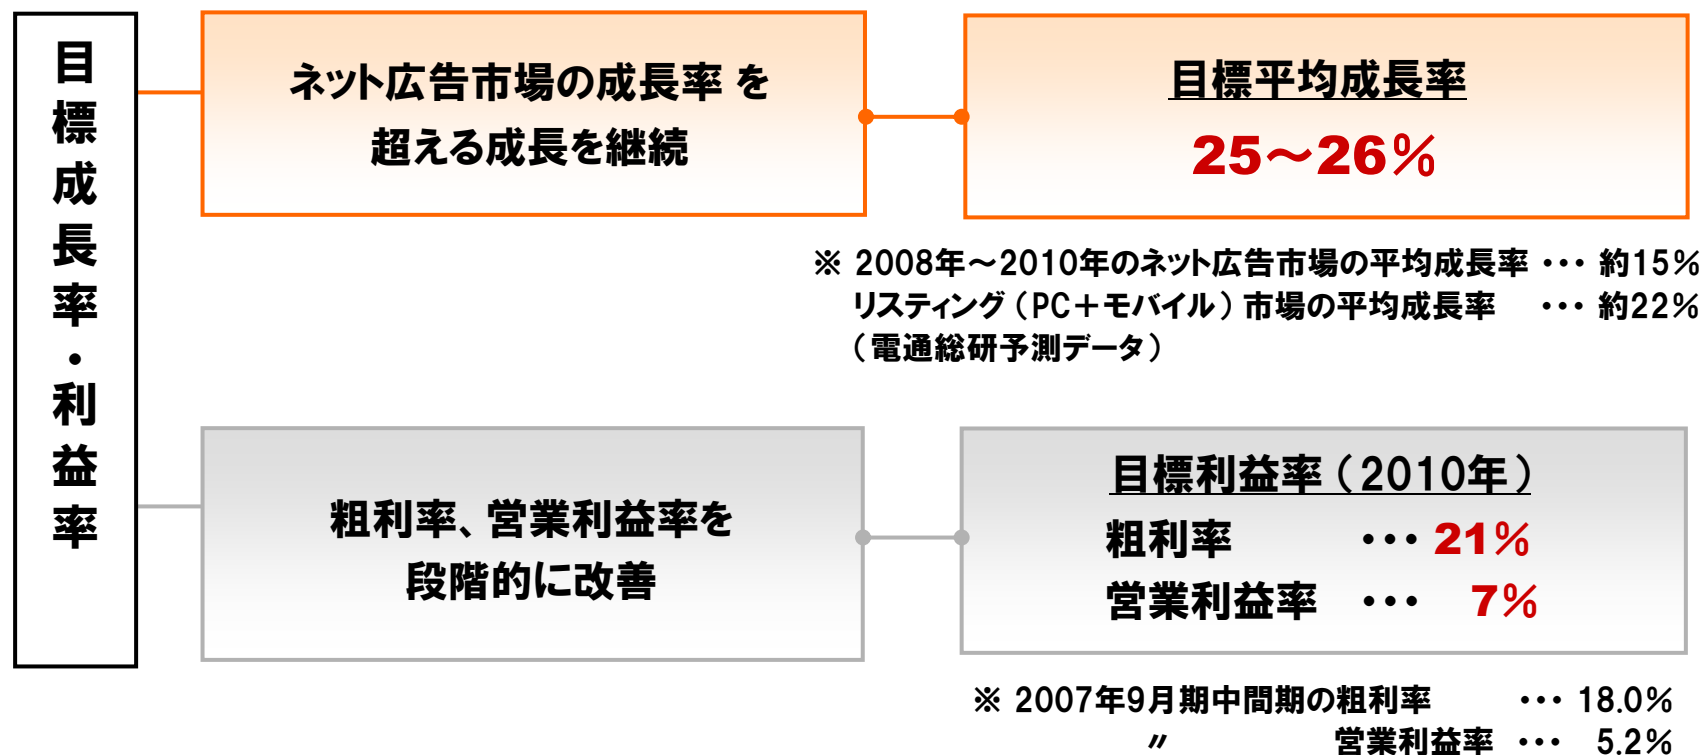 目標成長率・利益率
ネット広告市場の成長率 を
超える成長を継続
目標平均成長率
25～26%
※ 2008年～2010年のネット広告市場の平均成長率 ・・・ 約15%
リスティング（PC＋モバイル）市場の平均成長率 ・・・ 約22%
（電通総研予測データ）
粗利率、営業利益率を
段階的に改善
目標利益率（2010年）
粗利率 ・・・ 21%
営業利益率 ・・・ 7%
※ 2007年9月期中間期の粗利率 ・・・ 18.0%
〃 営業利益率 ・・・ 5.2%